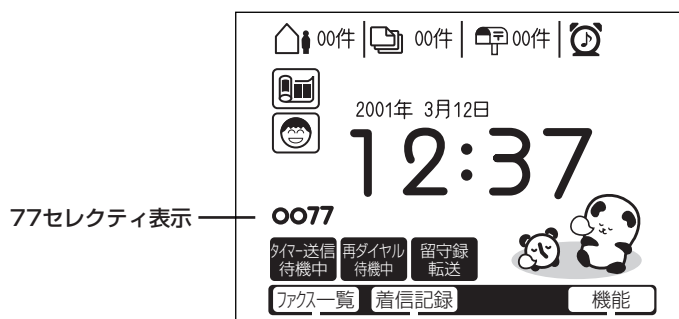 00件 00件 00件
2001年 3月12日
12:37
77セレクティ表示
0077
タイマー送信 再ダイヤル 留守録
待機中 待機中 転送
ファクス一覧 着信記録 機能